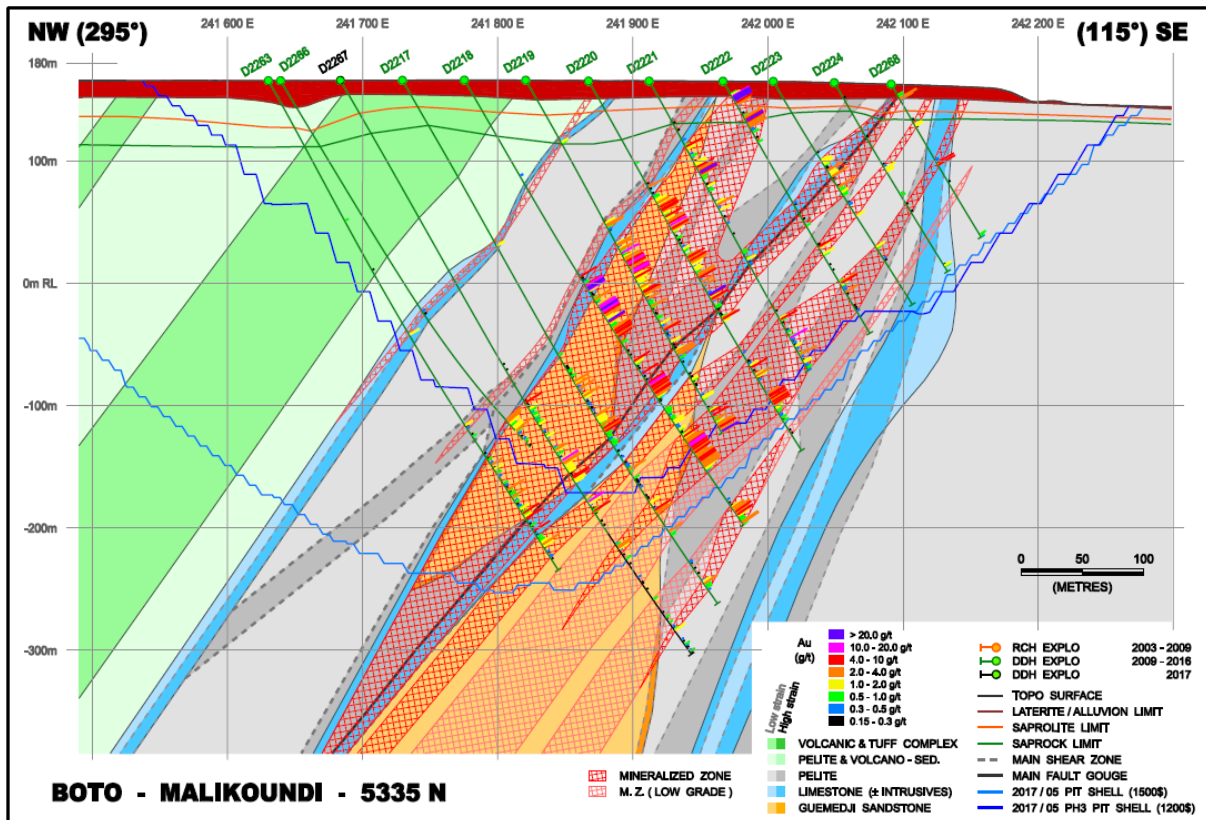 241 600 E 241 700 E 241 800 E 241 900 E 242 000 E 242 100 E 242 200 E
NW (295°) (115°) SE
D2263 D2266 D2267 D2217 D2218 D2219 D2220 D2221 D2222 D2223 D2224 D2268
180m
100m
0m RL
-100m
-200m
-300m
0 50 100
(METRES)
Au
(g/t)
> 20.0 g/t
10.0 - 20.0 g/t
4.0 - 10 g/t
2.0 - 4.0 g/t
1.0 - 2.0 g/t
0.5 - 1.0 g/t
0.3 - 0.5 g/t
0.15 - 0.3 g/t
Low strain
High strain
VOLCANIC & TUFF COMPLEX
PELITE & VOLCANO - SED.
PELITE
LIMESTONE (± INTRUSIVES)
GUEMEDJI SANDSTONE
RCH EXPLO 2003 - 2009
DDH EXPLO 2009 - 2016
DDH EXPLO 2017
TOPO SURFACE
LATERITE / ALLUVION LIMIT
SAPROLITE LIMIT
SAPROCK LIMIT
MAIN SHEAR ZONE
MAIN FAULT GOUGE
2017 / 05 PIT SHELL (1500$)
2017 / 05 PH3 PIT SHELL (1200$)
MINERALIZED ZONE
M. Z. ( LOW GRADE )
BOTO - MALIKOUNDI - 5335 N